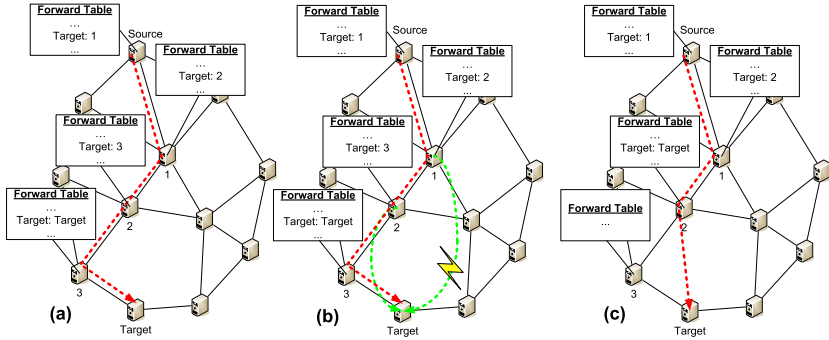 Forward Table
…
Target: 1
...
Source
Forward Table
…
Target: 2
...
Forward Table
…
Target: 3
...
1
Forward Table
…
Target: Target
...
2
3
(a)
Target
Forward Table
…
Target: 1
...
Source
Forward Table
…
Target: 2
...
Forward Table
…
Target: 3
...
1
Forward Table
…
Target: Target
...
2
3
(b)
Target
Forward Table
…
Target: 1
...
Source
Forward Table
…
Target: 2
...
Forward Table
…
Target: Target
...
1
Forward Table
...
2
3
(c)
Target